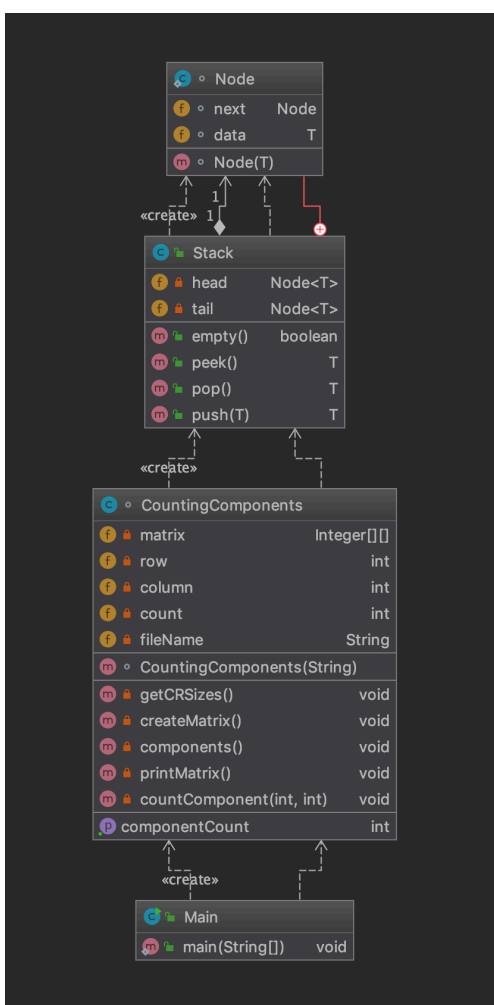 Node
next Node
data T
Node(T)
1
«create» 1
Stack
head Node<T>
tail Node<T>
empty() boolean
peek() T
pop() T
push(T) T
«create»
CountingComponents
matrix Integer[][]
row int
column int
count int
fileName String
CountingComponents(String)
getCRSizes() void
createMatrix() void
components() void
printMatrix() void
countComponent(int, int) void
componentCount int
«create»
Main
main(String[]) void